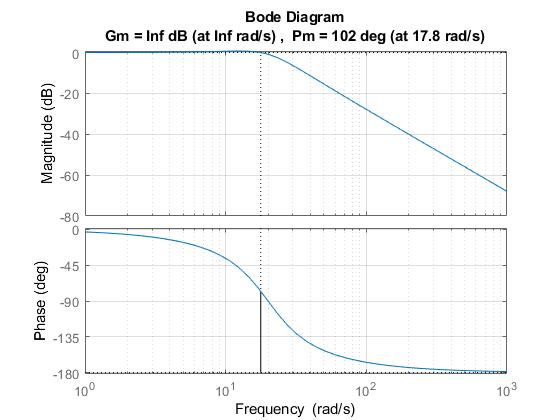 Bode Diagram
Gm = Inf dB (at Inf rad/s) , Pm = 102 deg (at 17.8 rad/s)
Magnitude (dB)
0
-20
-40
-60
-80
Phase (deg)
0
-45
-90
-135
-180
10^0 10^1 10^2 10^3
Frequency (rad/s)